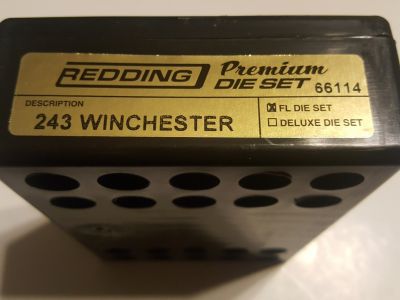 REDDING Premium
DIE SET 66114
DESCRIPTION
243 WINCHESTER
☒ FL DIE SET
☐ DELUXE DIE SET